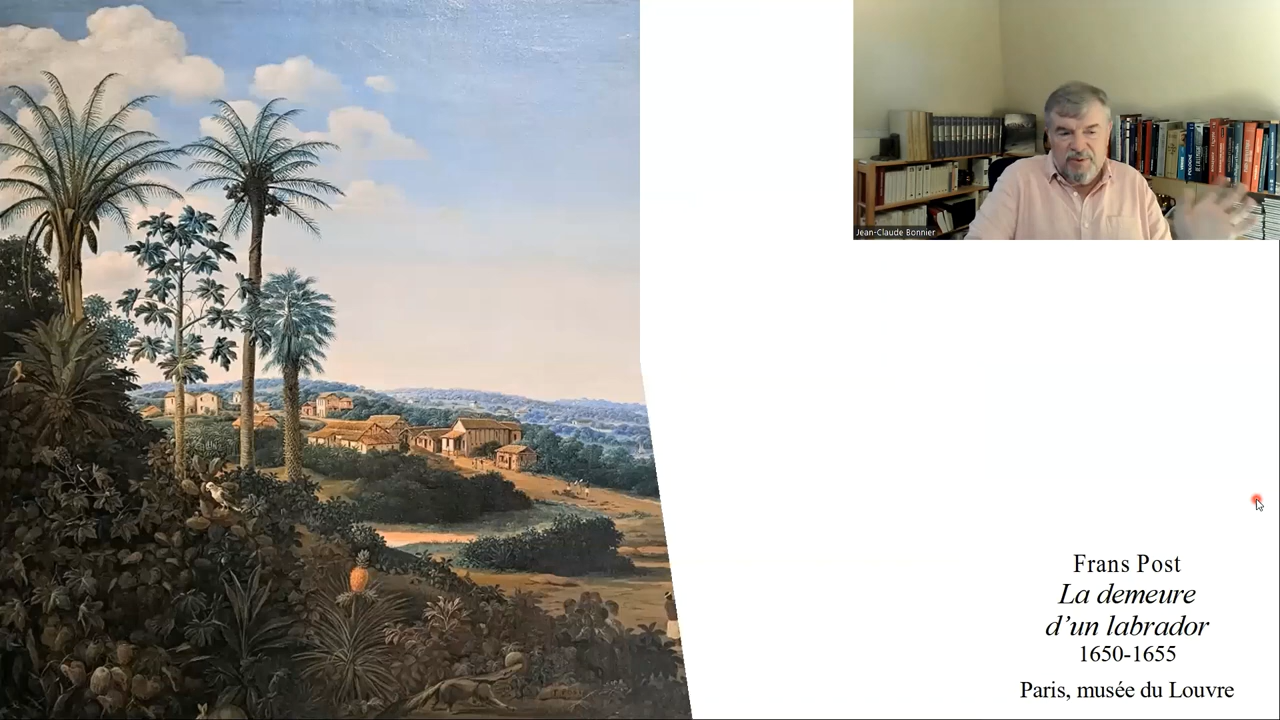 Jean-Claude Bonnier
Frans Post
La demeure
d'un labrador
1650-1655
Paris, musée du Louvre